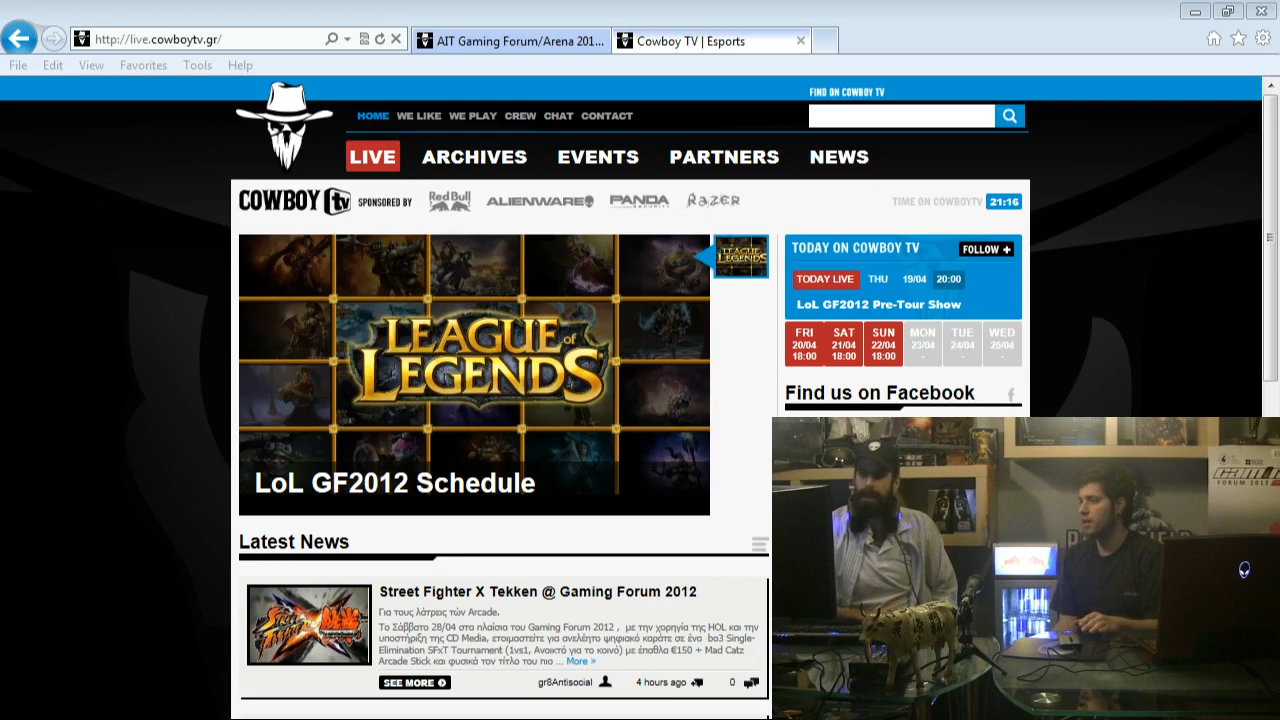 http://live.cowboytv.gr/
AIT Gaming Forum/Arena 201...
Cowboy TV | Esports
File Edit View Favorites Tools Help
FIND ON COWBOY TV
HOME WE LIKE WE PLAY CREW CHAT CONTACT
LIVE ARCHIVES EVENTS PARTNERS NEWS
COWBOY tv SPONSORED BY Red Bull ALIENWARE PANDA SECURITY RAZER
TIME ON COWBOYTV 21:16
LEAGUE of LEGENDS
LEAGUE of LEGENDS
LoL GF2012 Schedule
TODAY ON COWBOY TV FOLLOW +
TODAY LIVE THU 19/04 20:00
LoL GF2012 Pre-Tour Show
FRI SAT SUN MON TUE WED
20/04 21/04 22/04 23/04 24/04 25/04
18:00 18:00 18:00 - - -
Find us on Facebook
Latest News
Street Fighter X Tekken @ Gaming Forum 2012
Για τους λάτρεις τών Arcade.
Το Σάββατο 28/04 στα πλαίσια του Gaming Forum 2012 , με την χορηγία της HOL και την
υποστήριξη της CD Media, ετοιμαστείτε για ανελέητο ψηφιακό καράτε σε ένα bo3 Single-
Elimination SFxT Tournament (1vs1, Ανοικτό για το κοινό) με έπαθλα €150 + Mad Catz
Arcade Stick και φυσικά τον τίτλο του πιο ... More »
SEE MORE
gr8Antisocial 4 hours ago 0
FORUM 2012